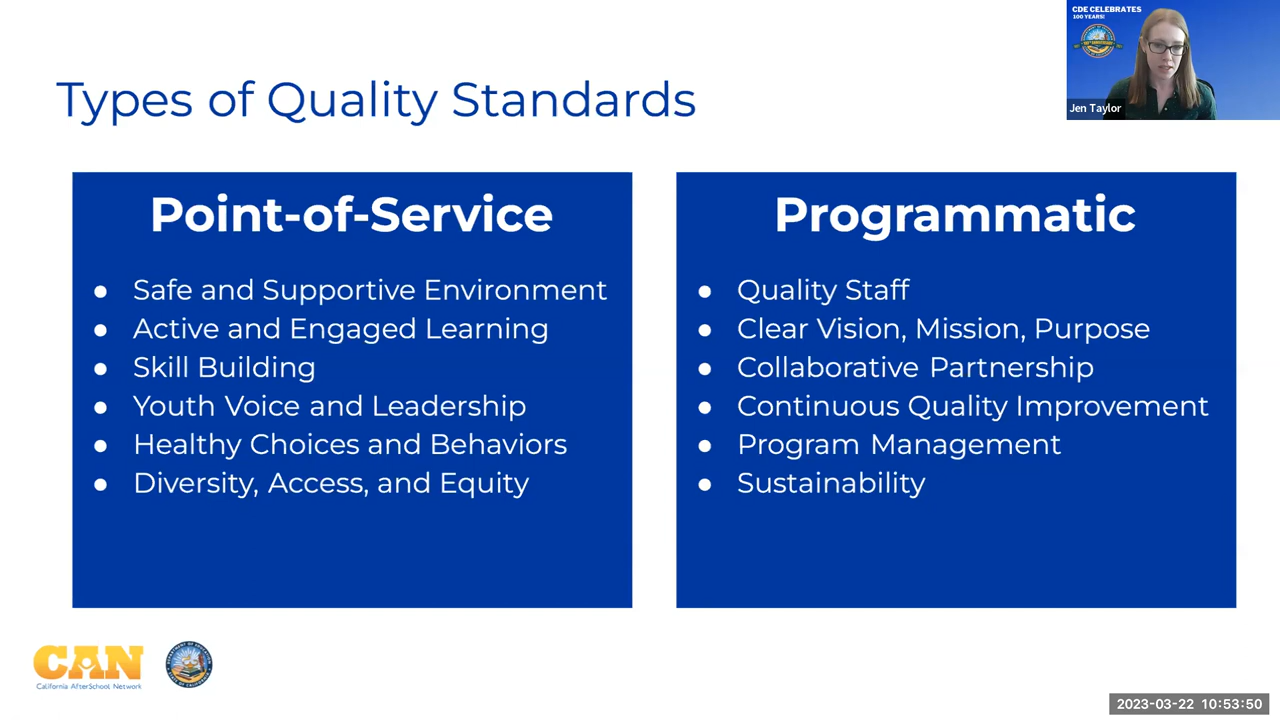 CDE CELEBRATES
100 YEARS!
Jen Taylor
Types of Quality Standards
Point-of-Service
● Safe and Supportive Environment
● Active and Engaged Learning
● Skill Building
● Youth Voice and Leadership
● Healthy Choices and Behaviors
● Diversity, Access, and Equity
Programmatic
● Quality Staff
● Clear Vision, Mission, Purpose
● Collaborative Partnership
● Continuous Quality Improvement
● Program Management
● Sustainability
CAN
California AfterSchool Network
2023-03-22 10:53:50